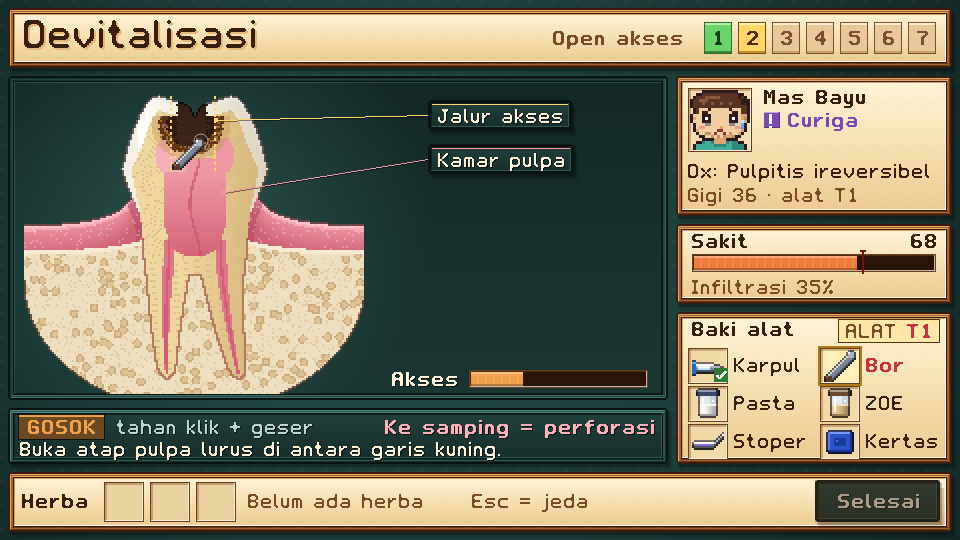 Devitalisasi
Open akses 1 2 3 4 5 6 7
Jalur akses
Kamar pulpa
Akses
GOSOK tahan klik + geser Ke samping = perforasi
Buka atap pulpa lurus di antara garis kuning.
Mas Bayu
! Curiga
Dx: Pulpitis ireversibel
Gigi 36 · alat T1
Sakit 68
Infiltrasi 35%
Baki alat ALAT T1
Karpul Bor
Pasta ZOE
Stoper Kertas
Herba Belum ada herba Esc = jeda Selesai